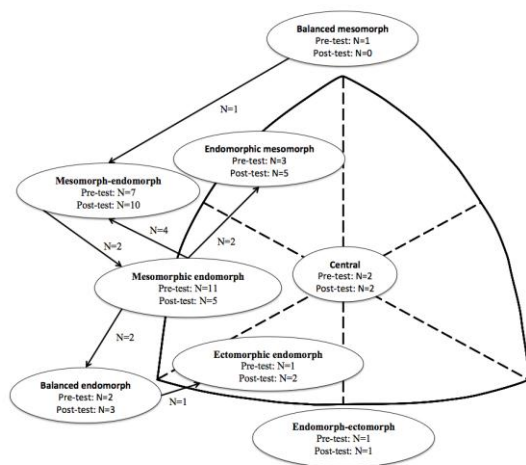 Balanced mesomorph
Pre-test: N=1
Post-test: N=0
N=1
Endomorphic mesomorph
Pre-test: N=3
Post-test: N=5
Mesomorph-endomorph
Pre-test: N=7
Post-test: N=10
N=4
N=2
N=2
Central
Pre-test: N=2
Post-test: N=2
Mesomorphic endomorph
Pre-test: N=11
Post-test: N=5
N=2
Ectomorphic endomorph
Pre-test: N=1
Post-test: N=2
Balanced endomorph
Pre-test: N=2
Post-test: N=3
N=1
Endomorph-ectomorph
Pre-test: N=1
Post-test: N=1